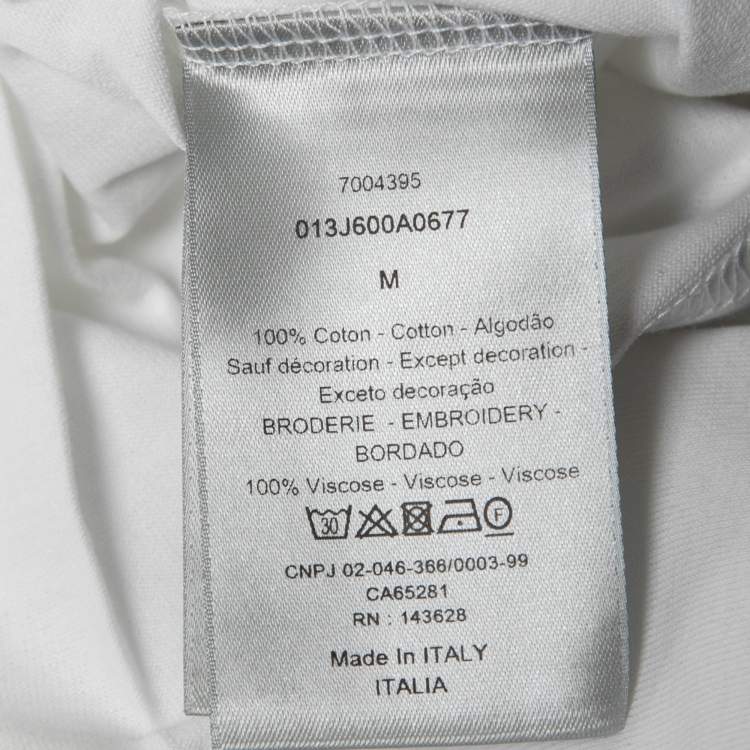 7004395
013J600A0677
M
100% Coton - Cotton - Algodão
Sauf décoration - Except decoration -
Exceto decoração
BRODERIE - EMBROIDERY -
BORDADO
100% Viscose - Viscose - Viscose
30 F
CNPJ 02-046-366/0003-99
CA65281
RN : 143628
Made In ITALY
ITALIA